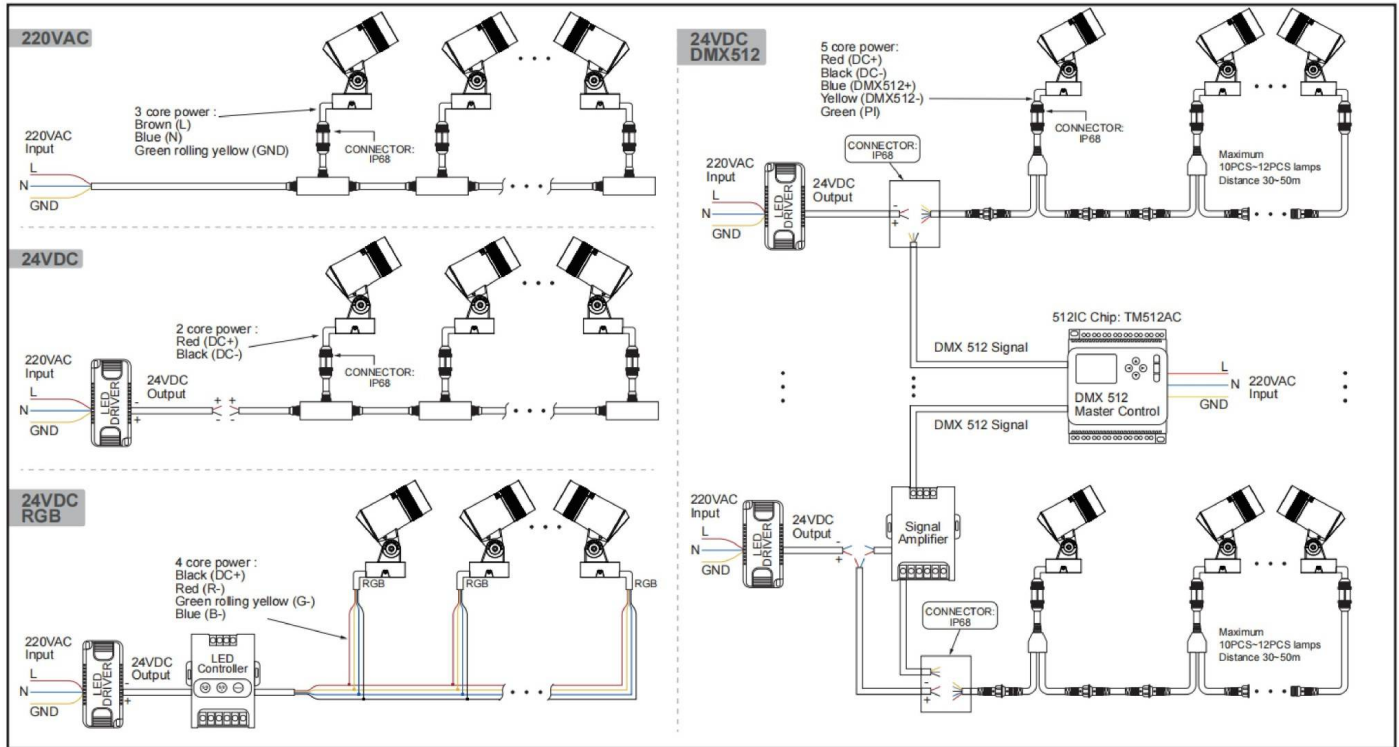 220VAC
3 core power :
Brown (L)
Blue (N)
Green rolling yellow (GND)
CONNECTOR:
IP68
220VAC
Input
L
N
GND
24VDC
2 core power :
Red (DC+)
Black (DC-)
CONNECTOR:
IP68
220VAC
Input
L
N
GND
LED
DRIVER
24VDC
Output
-
+
+ +
- -
24VDC
RGB
4 core power :
Black (DC+)
Red (R-)
Green rolling yellow (G-)
Blue (B-)
RGB
RGB
RGB
220VAC
Input
L
N
GND
LED
DRIVER
24VDC
Output
-
+
LED
Controller
24VDC
DMX512
5 core power :
Red (DC+)
Black (DC-)
Blue (DMX512+)
Yellow (DMX512-)
Green (PI)
CONNECTOR:
IP68
CONNECTOR:
IP68
Maximum
10PCS~12PCS lamps
Distance 30~50m
220VAC
Input
L
N
GND
LED
DRIVER
24VDC
Output
-
+
512IC Chip: TM512AC
DMX 512 Signal
DMX 512
Master Control
L
N
GND
220VAC
Input
DMX 512 Signal
220VAC
Input
L
N
GND
LED
DRIVER
24VDC
Output
-
+
Signal
Amplifier
CONNECTOR:
IP68
-
+
Maximum
10PCS~12PCS lamps
Distance 30~50m